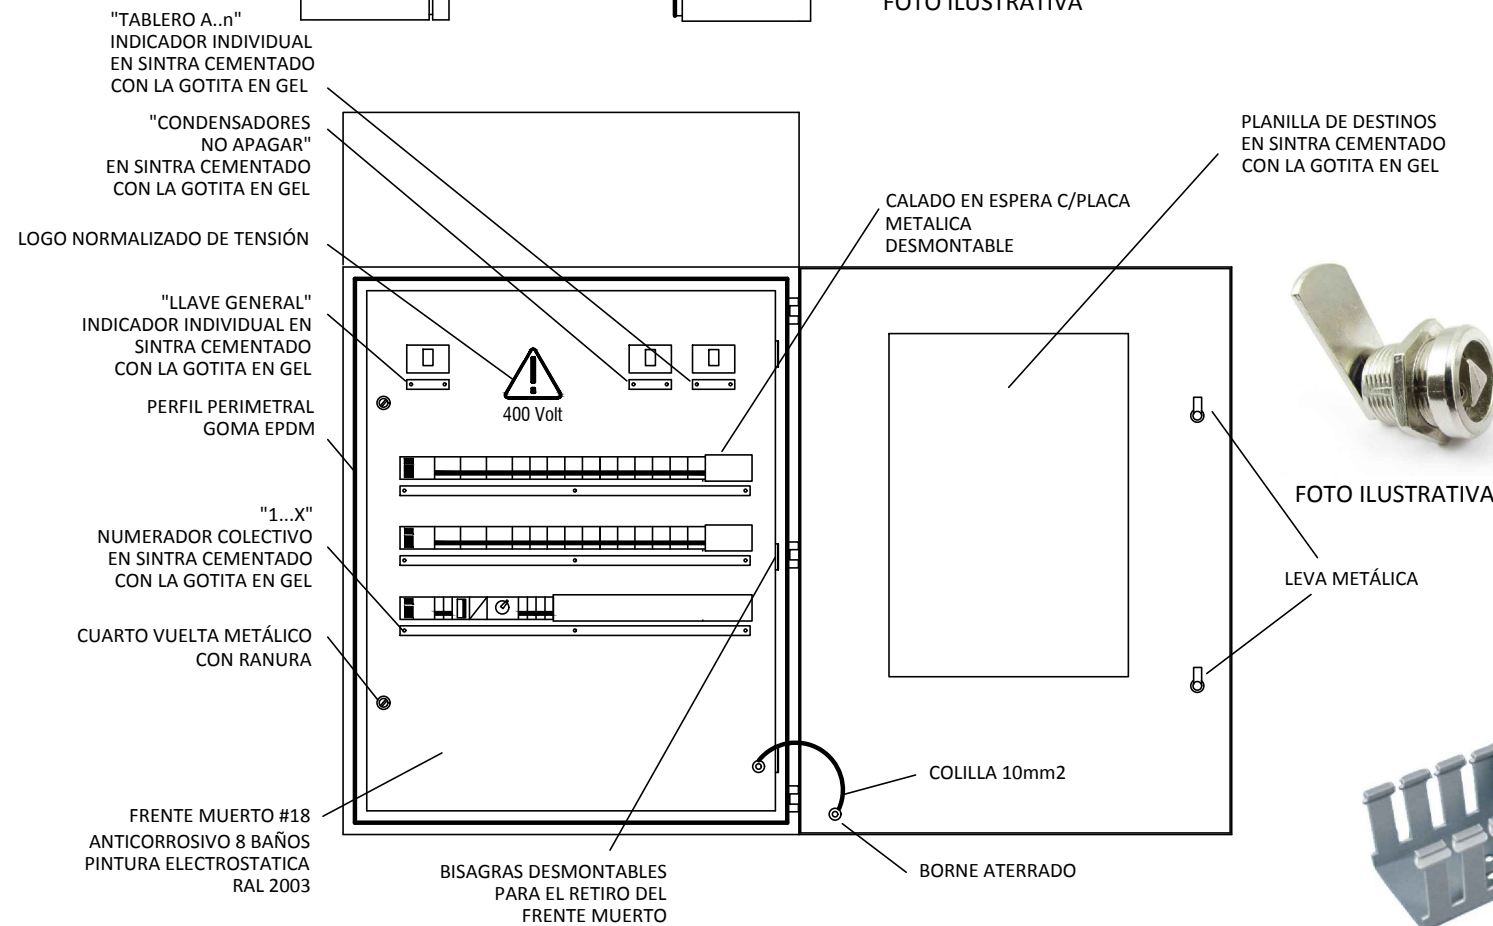 FOTO ILUSTRATIVA
"TABLERO A..n"
INDICADOR INDIVIDUAL
EN SINTRA CEMENTADO
CON LA GOTITA EN GEL
"CONDENSADORES
NO APAGAR"
EN SINTRA CEMENTADO
CON LA GOTITA EN GEL
LOGO NORMALIZADO DE TENSIÓN
"LLAVE GENERAL"
INDICADOR INDIVIDUAL EN
SINTRA CEMENTADO
CON LA GOTITA EN GEL
PERFIL PERIMETRAL
GOMA EPDM
"1...X"
NUMERADOR COLECTIVO
EN SINTRA CEMENTADO
CON LA GOTITA EN GEL
CUARTO VUELTA METÁLICO
CON RANURA
FRENTE MUERTO #18
ANTICORROSIVO 8 BAÑOS
PINTURA ELECTROSTATICA
RAL 2003
400 Volt
BISAGRAS DESMONTABLES
PARA EL RETIRO DEL
FRENTE MUERTO
CALADO EN ESPERA C/PLACA
METALICA
DESMONTABLE
PLANILLA DE DESTINOS
EN SINTRA CEMENTADO
CON LA GOTITA EN GEL
FOTO ILUSTRATIVA
LEVA METÁLICA
COLILLA 10mm2
BORNE ATERRADO